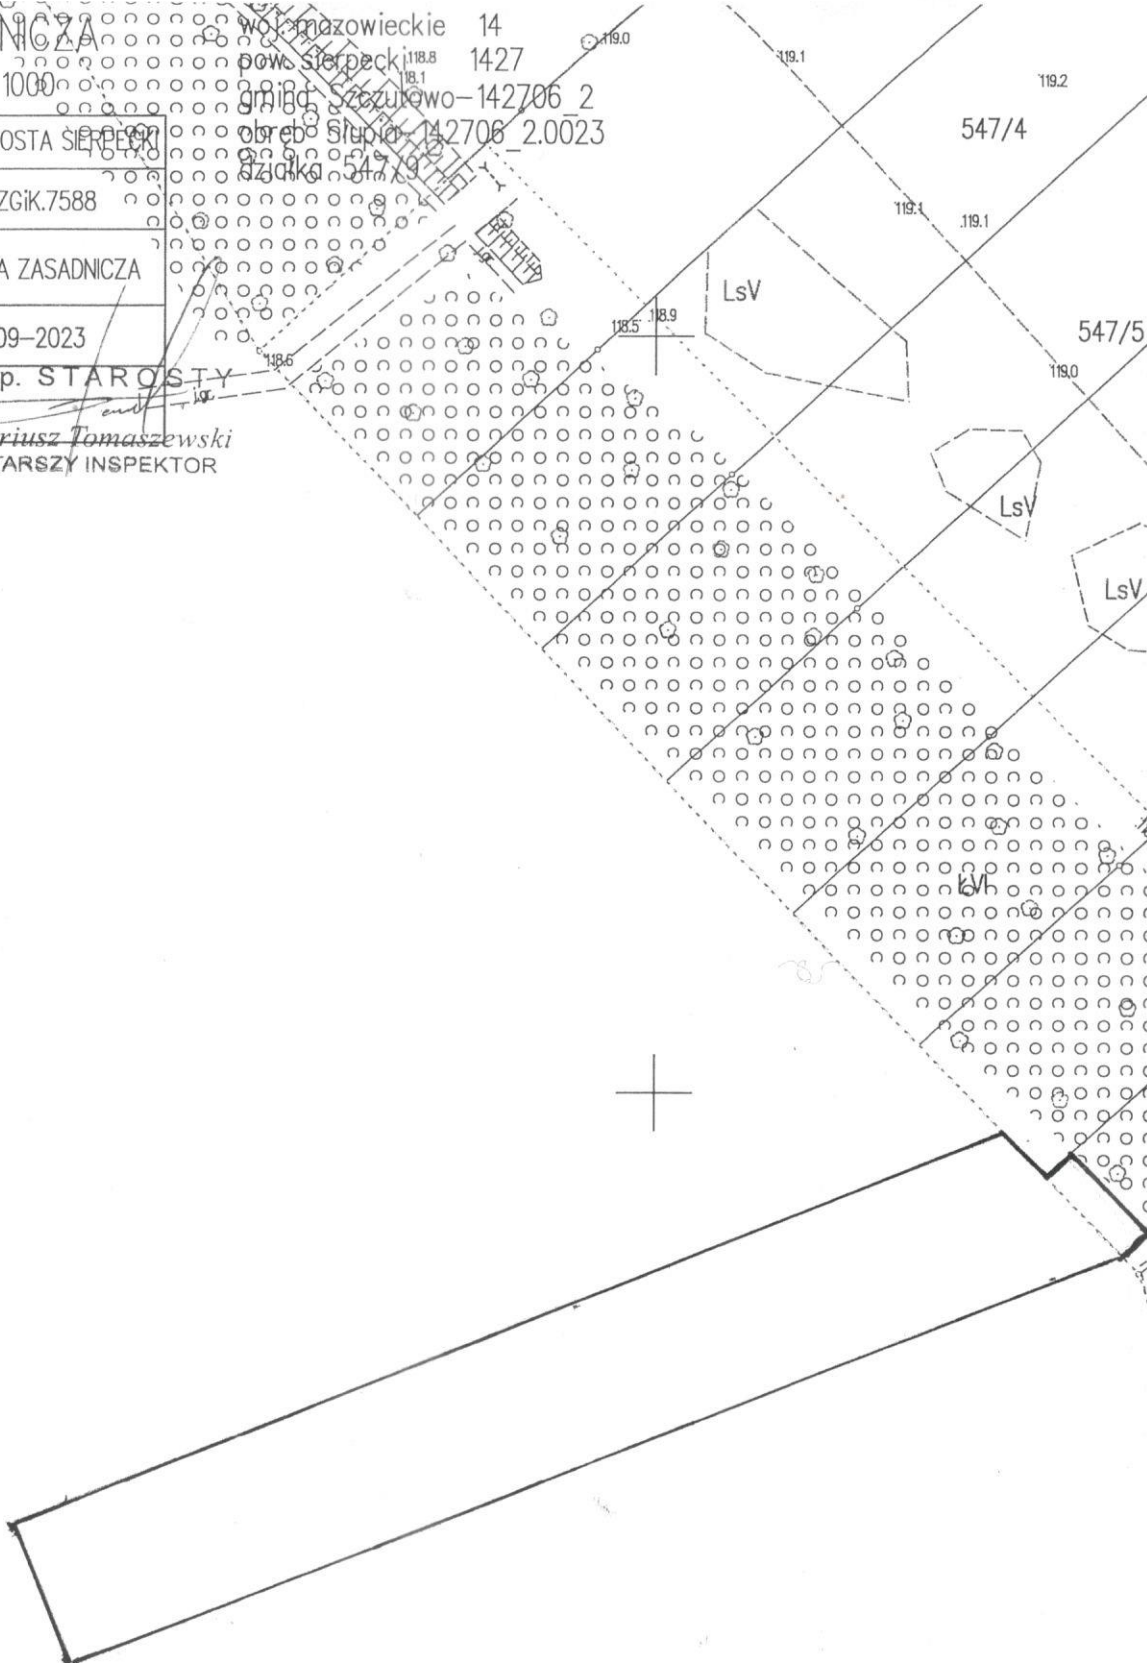 NICZA
1000
OSTA SIERPECKI
ZGiK.7588
A ZASADNICZA
09-2023
p. STAROSTY
riusz Tomaszewski
TARSZY INSPEKTOR
woj. mazowieckie 14
pow. sierpecki 1427
gmina Szczutowo-142706_2
obręb Słupia-142706_2.0023
działka 547/9
118.8
118.1
119.0
119.1
119.2
547/4
119.1
119.1
LsV
118.5
118.9
547/5
119.0
118.6
LsV
LsV
ŁVI